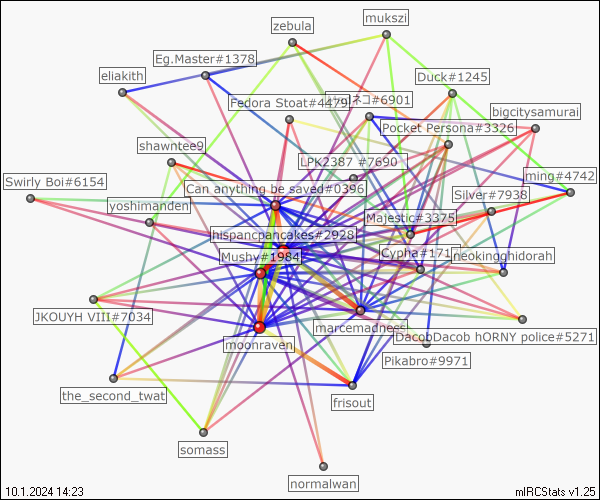 mukszi
zebula
Eg.Master#1378
eliakith
Duck#1245
Fedora Stoat#4479
ネコ#6901
bigcitysamurai
Pocket Persona#3326
shawntee9
LPK2387 #7690
Swirly Boi#6154
Can anything be saved#0396
ming#4742
Silver#7938
yoshimanden
Majestic#3375
hispancpancakes#2928
Mushy#1984
Cypha#171
neokingghidorah
JKOUYH VIII#7034
marcemadness
moonraven
DacobDacob hORNY police#5271
Pikabro#9971
the_second_twat
frisout
somass
normalwan
10.1.2024 14:23
mIRCStats v1.25